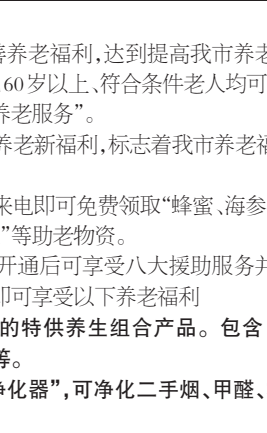 善养老福利，达到提高我市养老
60岁以上、符合条件老人均可
养老服务”。
养老新福利，标志着我市养老福
来电即可免费领取“蜂蜜、海参
”等助老物资。
开通后可享受八大援助服务并
即可享受以下养老福利
的特供养生组合产品。包含
等。
净化器”，可净化二手烟、甲醛、